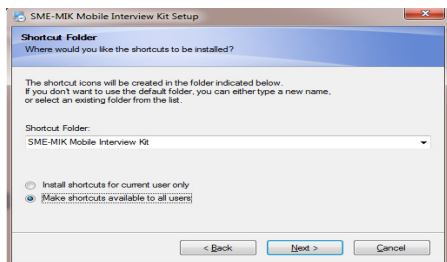 SME-MIK Mobile Interview Kit Setup
Shortcut Folder
Where would you like the shortcuts to be installed?
The shortcut icons will be created in the folder indicated below.
If you don't want to use the default folder, you can either type a new name,
or select an existing folder from the list.
Shortcut Folder:
SME-MIK Mobile Interview Kit
Install shortcuts for current user only
Make shortcuts available to all users
< Back
Next >
Cancel